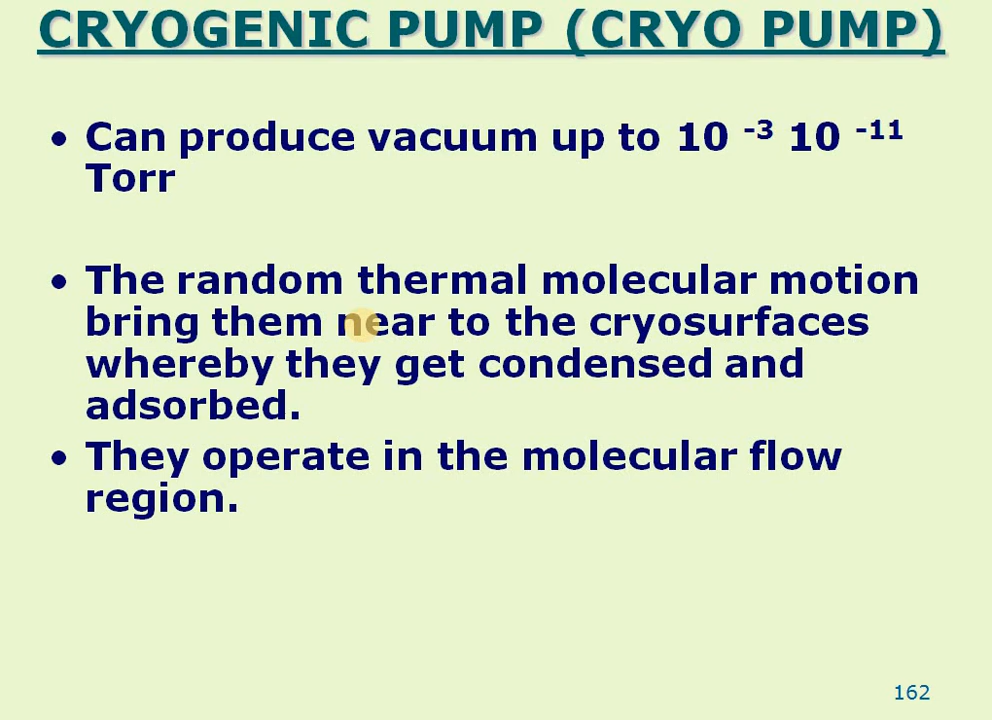 CRYOGENIC PUMP (CRYO PUMP)
• Can produce vacuum up to 10 ⁻³ 10 ⁻¹¹
Torr
• The random thermal molecular motion
bring them near to the cryosurfaces
whereby they get condensed and
adsorbed.
• They operate in the molecular flow
region.
162